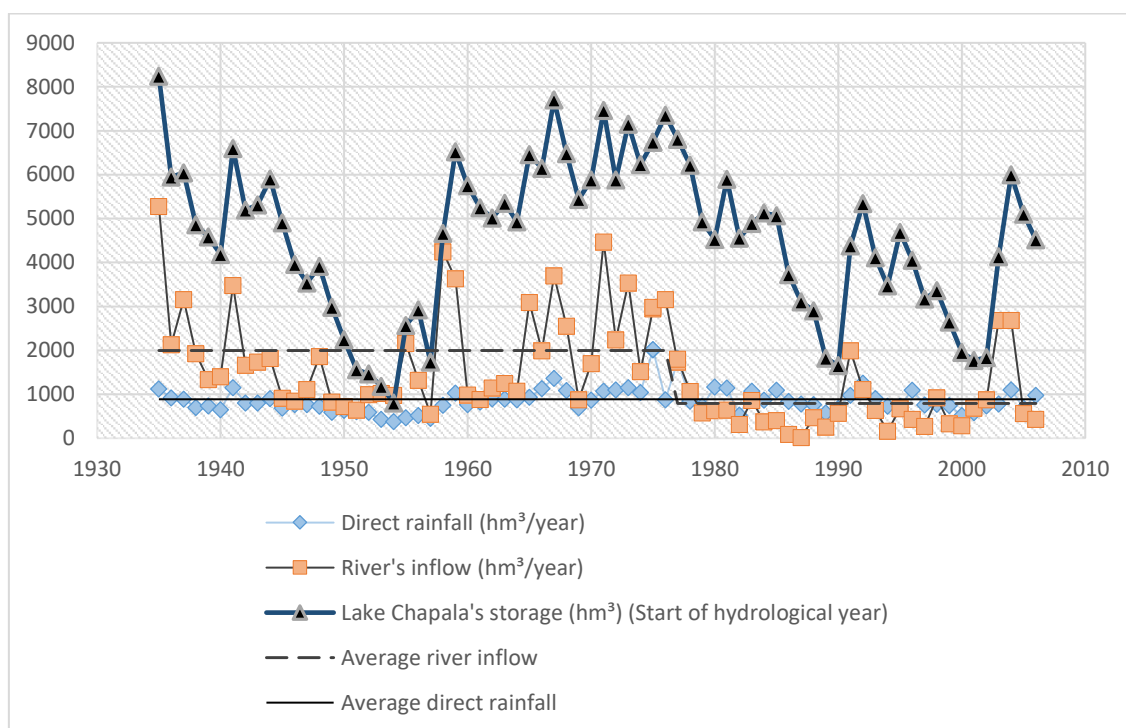 9000
8000
7000
6000
5000
4000
3000
2000
1000
0
1930 1940 1950 1960 1970 1980 1990 2000 2010
Direct rainfall (hm³/year)
River's inflow (hm³/year)
Lake Chapala's storage (hm³) (Start of hydrological year)
Average river inflow
Average direct rainfall